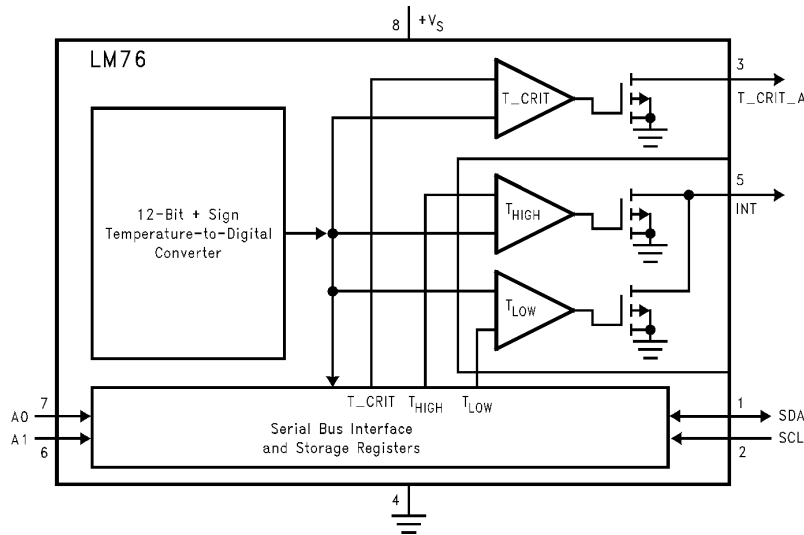 8 +VS
LM76
3
T_CRIT
T_CRIT_A
5
12-Bit + Sign
Temperature-to-Digital
Converter
THIGH
INT
TLOW
7
T_CRIT THIGH TLOW
1
A0
SDA
Serial Bus Interface
and Storage Registers
A1
SCL
6
2
4